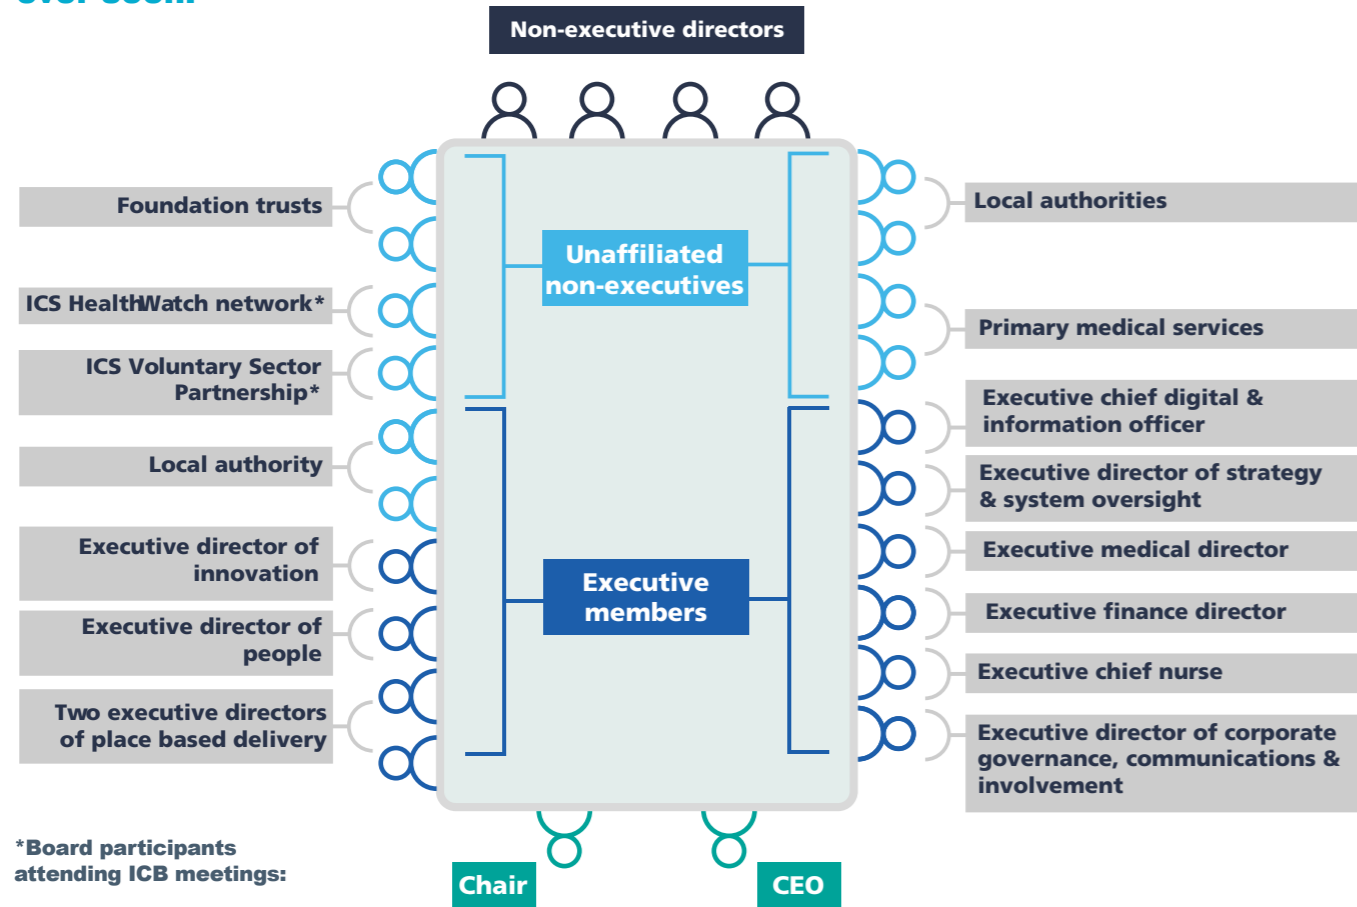 Non-executive directors
Foundation trusts
ICS HealthWatch network*
ICS Voluntary Sector
Partnership*
Local authority
Executive director of
innovation
Executive director of
people
Two executive directors
of place based delivery
Unaffiliated
non-executives
Executive
members
Local authorities
Primary medical services
Executive chief digital &
information officer
Executive director of strategy
& system oversight
Executive medical director
Executive finance director
Executive chief nurse
Executive director of corporate
governance, communications &
involvement
*Board participants
attending ICB meetings:
Chair
CEO